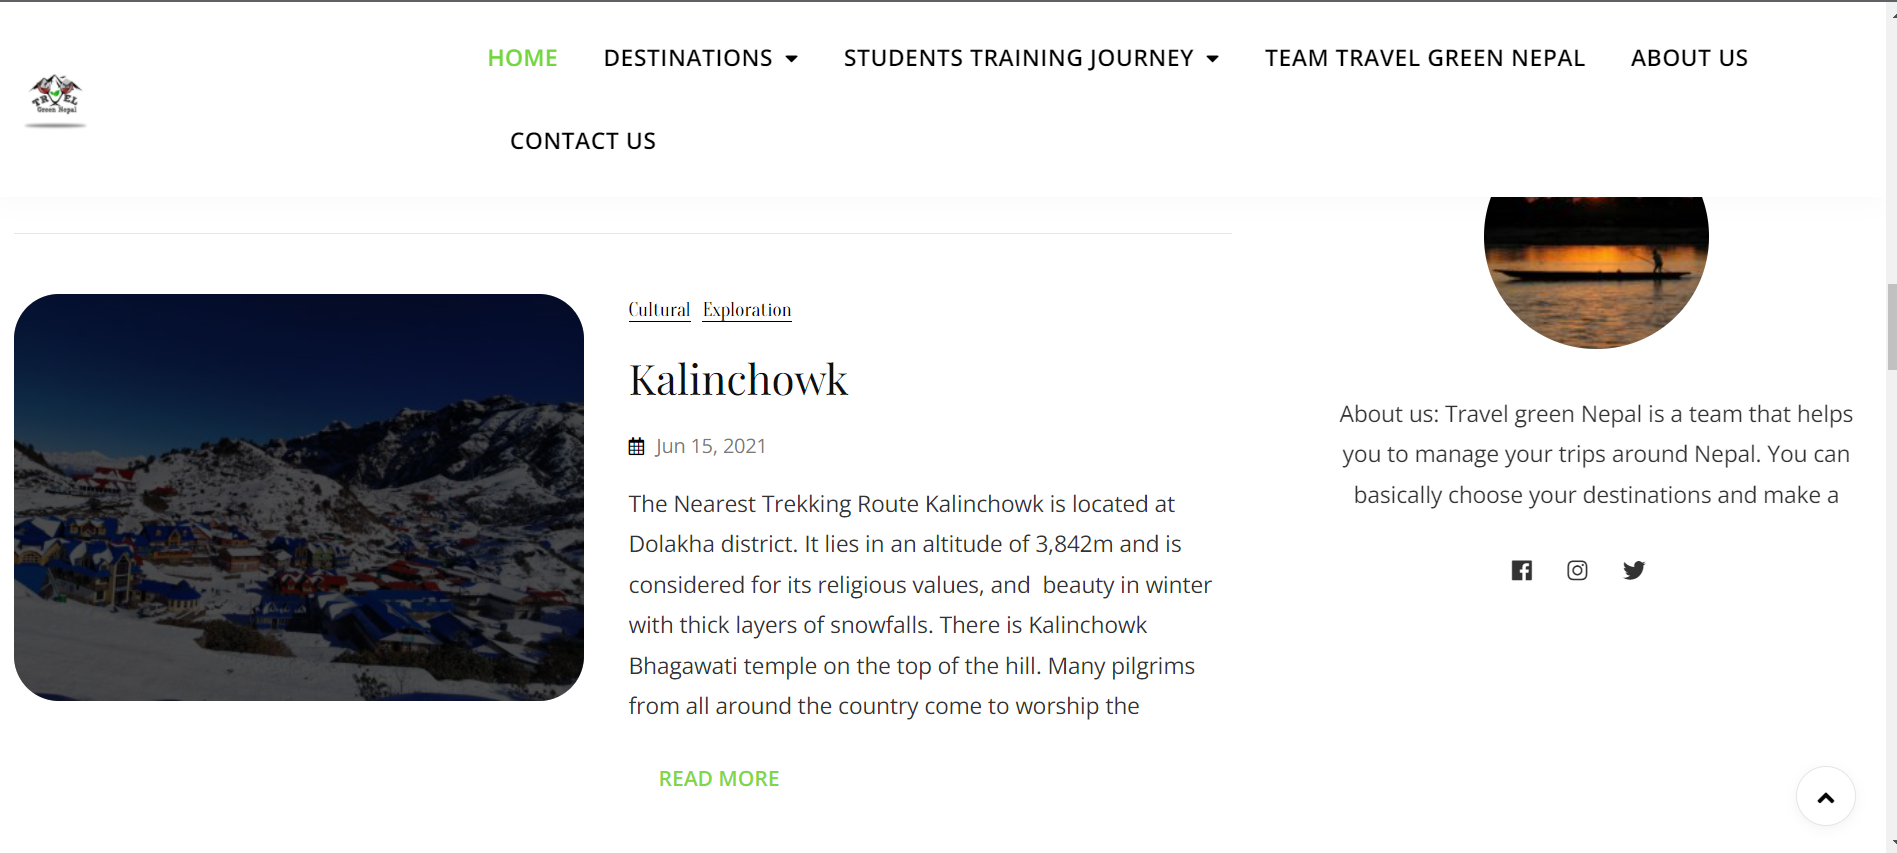 HOME DESTINATIONS STUDENTS TRAINING JOURNEY TEAM TRAVEL GREEN NEPAL ABOUT US
TRAVEL
Green Nepal
CONTACT US
Cultural Exploration
Kalinchowk
Jun 15, 2021
The Nearest Trekking Route Kalinchowk is located at
Dolakha district. It lies in an altitude of 3,842m and is
considered for its religious values, and  beauty in winter
with thick layers of snowfalls. There is Kalinchowk
Bhagawati temple on the top of the hill. Many pilgrims
from all around the country come to worship the
READ MORE
About us: Travel green Nepal is a team that helps
you to manage your trips around Nepal. You can
basically choose your destinations and make a